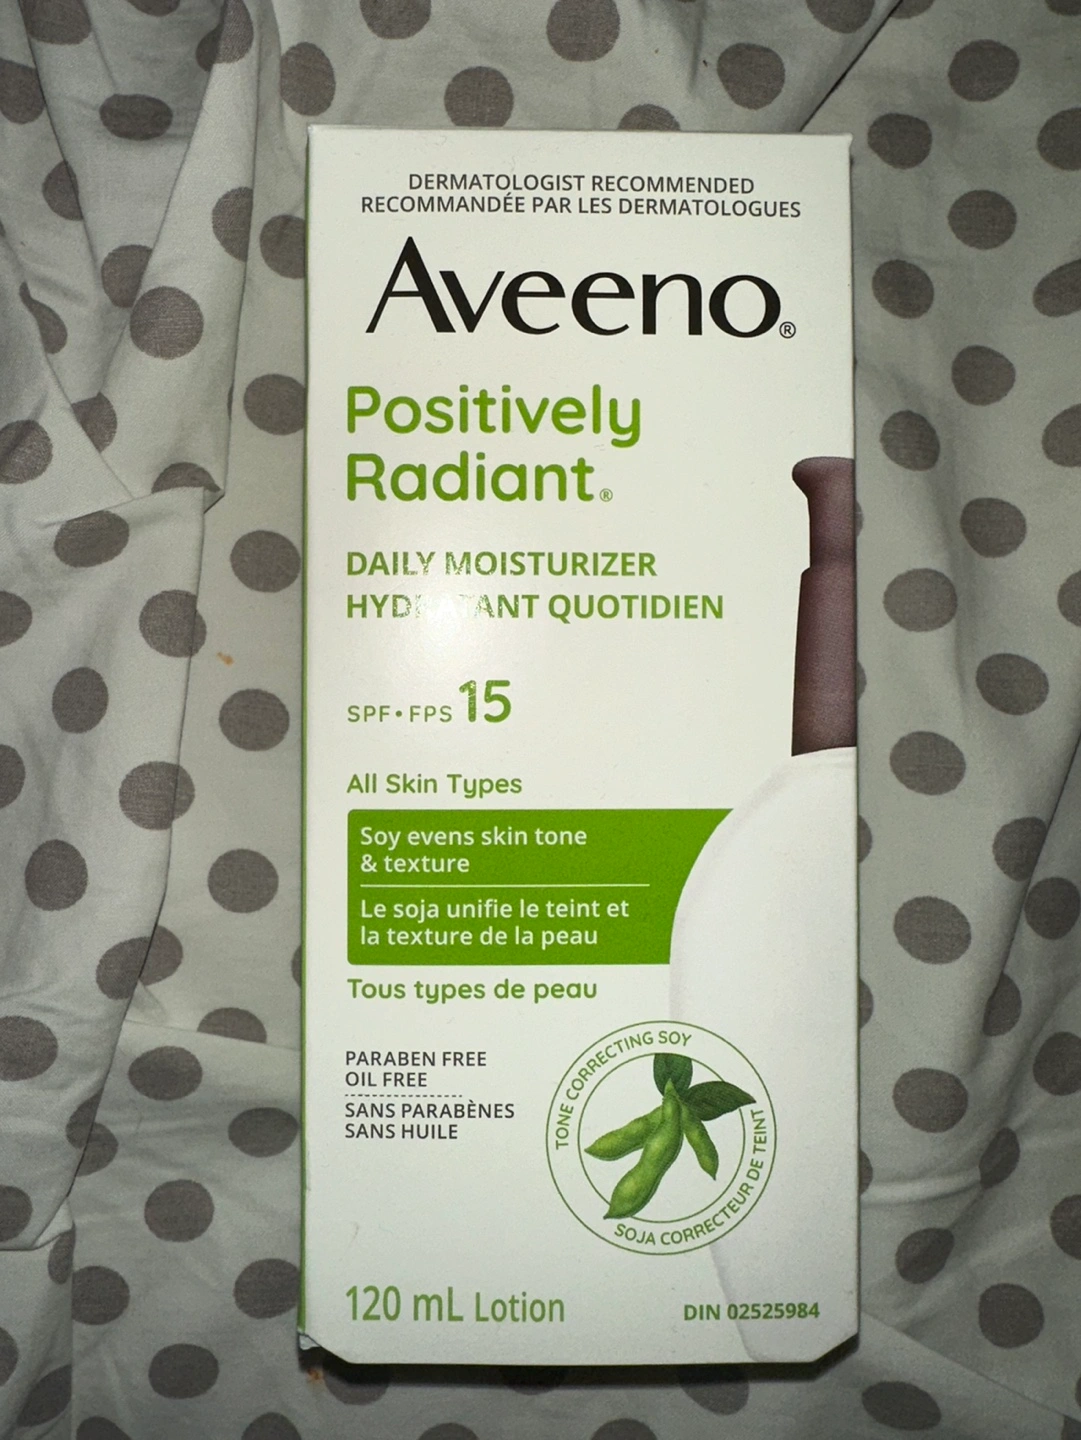 DERMATOLOGIST RECOMMENDED
RECOMMANDÉE PAR LES DERMATOLOGUES
Aveeno®
Positively
Radiant®
DAILY MOISTURIZER
HYDRATANT QUOTIDIEN
SPF • FPS 15
All Skin Types
Soy evens skin tone
& texture
Le soja unifie le teint et
la texture de la peau
Tous types de peau
PARABEN FREE
OIL FREE
SANS PARABÈNES
SANS HUILE
TONE CORRECTING SOY
SOJA CORRECTEUR DE TEINT
120 mL Lotion
DIN 02525984